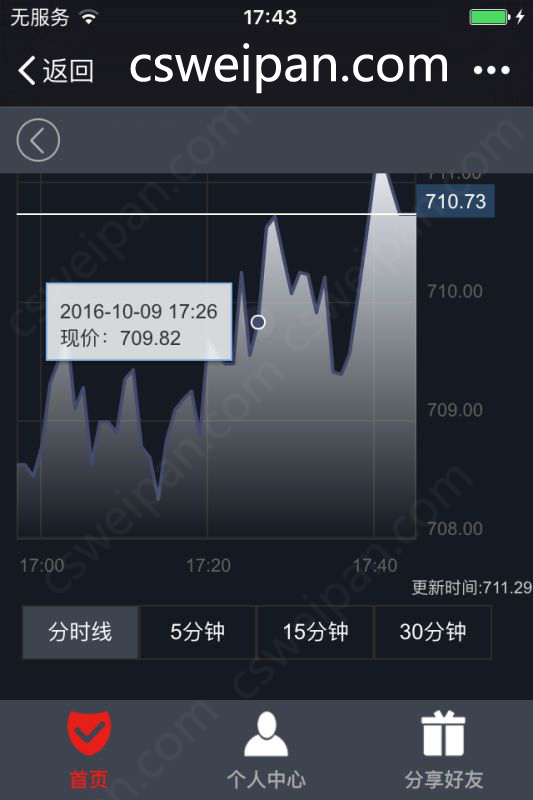 无服务 17:43
返回 csweipan.com
711.60
710.73
2016-10-09 17:26
现价：709.82
710.00
709.00
708.00
17:00 17:20 17:40
更新时间:711.29
分时线 5分钟 15分钟 30分钟
首页 个人中心 分享好友
csweipan.com
csweipan.com
csweipan.com
csweipan.com